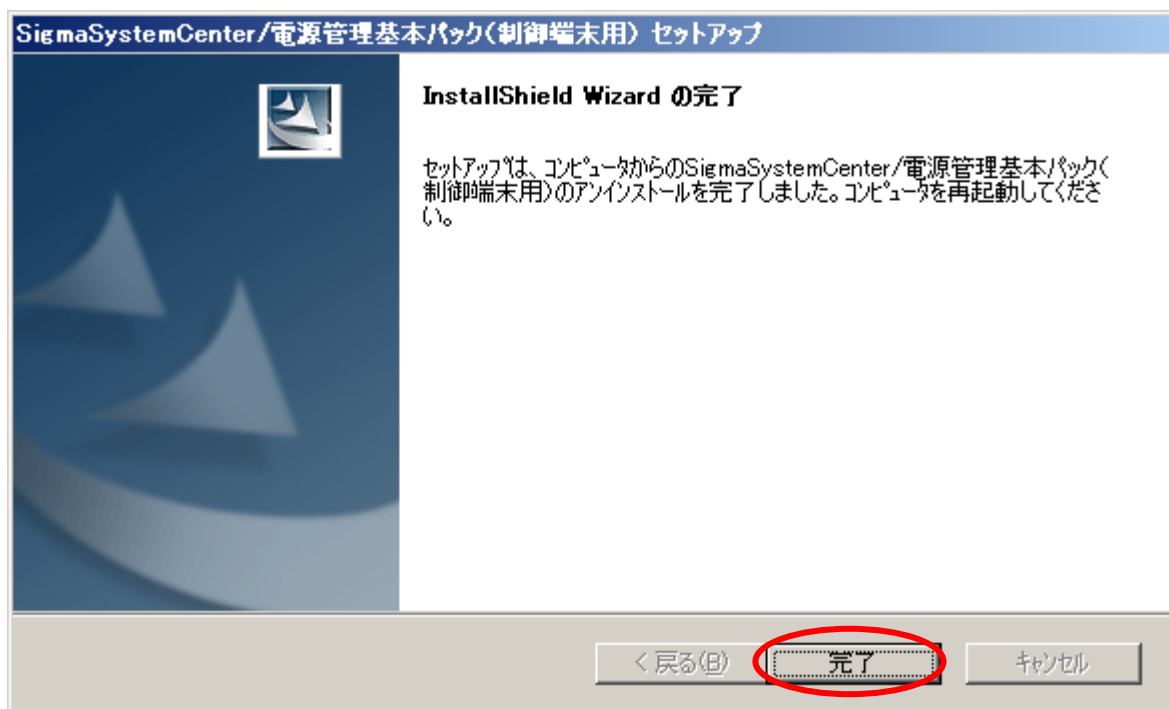 SigmaSystemCenter/電源管理基本パック(制御端末用) セットアップ
InstallShield Wizard の完了
セットアップは、コンピュータからのSigmaSystemCenter/電源管理基本パック(
制御端末用)のアンインストールを完了しました。コンピュータを再起動してくださ
い。
< 戻る(B)
完了
キャンセル